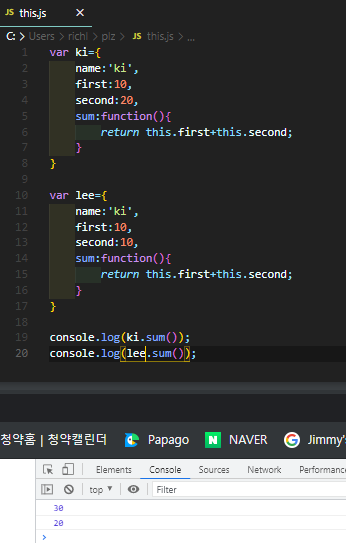 this.js
C: > Users > richi > plz > this.js > ...
1 var ki={
2 name:'ki',
3 first:10,
4 second:20,
5 sum:function(){
6 return this.first+this.second;
7 }
8 }
9
10 var lee={
11 name:'ki',
12 first:10,
13 second:10,
14 sum:function(){
15 return this.first+this.second;
16 }
17 }
18
19 console.log(ki.sum());
20 console.log(lee.sum());
청약홈 | 청약캘린더 Papago NAVER Jimmy's
Elements Console Sources Network Performance
top Filter
30
20